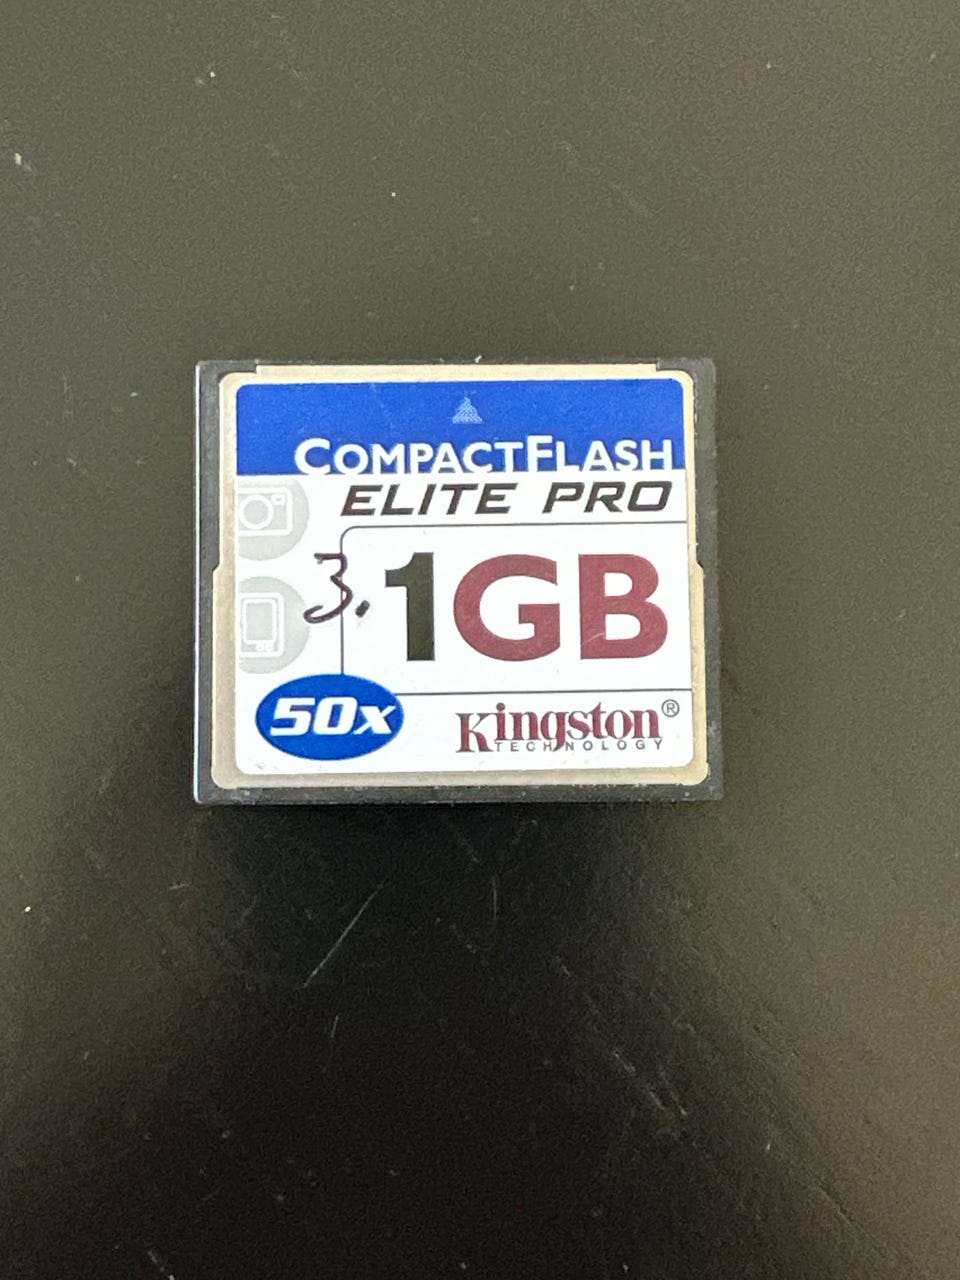 COMPACTFLASH
ELITE PRO
3. 1GB
50x
Kingston®
TECHNOLOGY